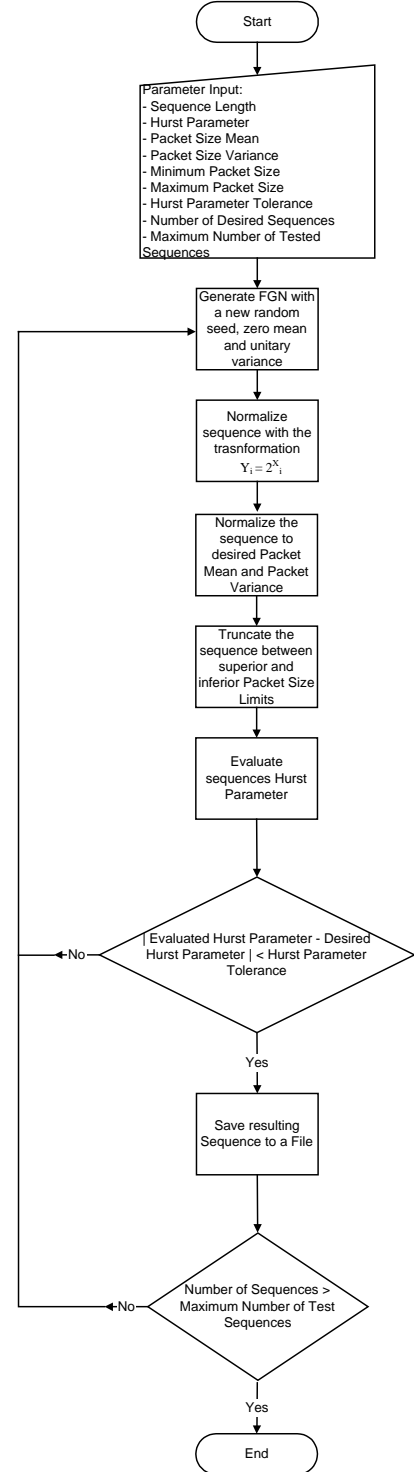 Start
Parameter Input:
- Sequence Length
- Hurst Parameter
- Packet Size Mean
- Packet Size Variance
- Minimum Packet Size
- Maximum Packet Size
- Hurst Parameter Tolerance
- Number of Desired Sequences
- Maximum Number of Tested
Sequences
Generate FGN with
a new random
seed, zero mean
and unitary
variance
Normalize
sequence with the
trasnformation
Yᵢ = 2^Xᵢ
Normalize the
sequence to
desired Packet
Mean and Packet
Variance
Truncate the
sequence between
superior and
inferior Packet Size
Limits
Evaluate
sequences Hurst
Parameter
| Evaluated Hurst Parameter - Desired
Hurst Parameter | < Hurst Parameter
Tolerance
No
Yes
Save resulting
Sequence to a File
Number of Sequences >
Maximum Number of Test
Sequences
No
Yes
End